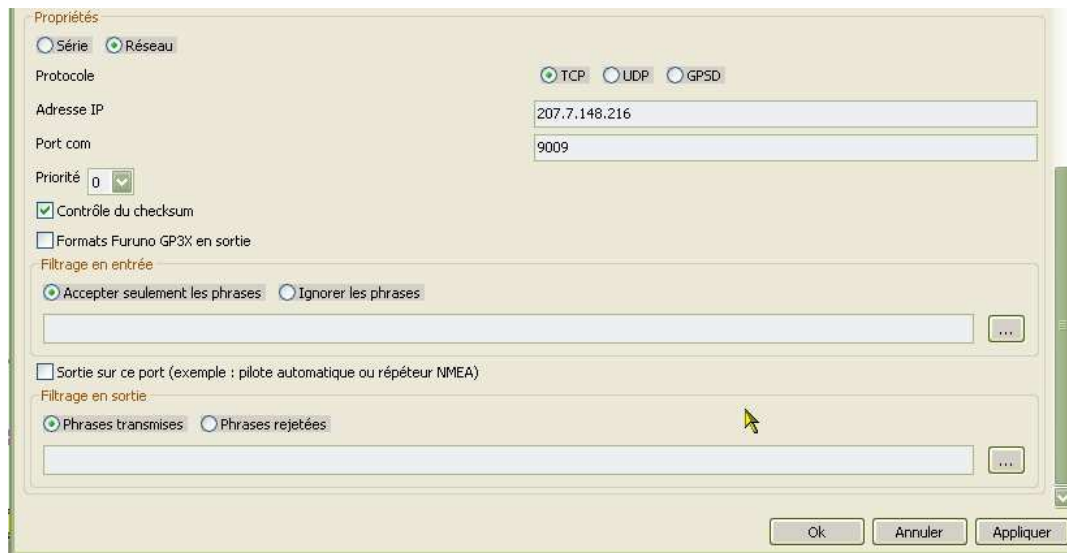 Propriétés
Série Réseau
Protocole TCP UDP GPSD
Adresse IP 207.7.148.216
Port com 9009
Priorité 0
Contrôle du checksum
Formats Furuno GP3X en sortie
Filtrage en entrée
Accepter seulement les phrases Ignorer les phrases
...
Sortie sur ce port (exemple : pilote automatique ou répéteur NMEA)
Filtrage en sortie
Phrases transmises Phrases rejetées
...
Ok Annuler Appliquer